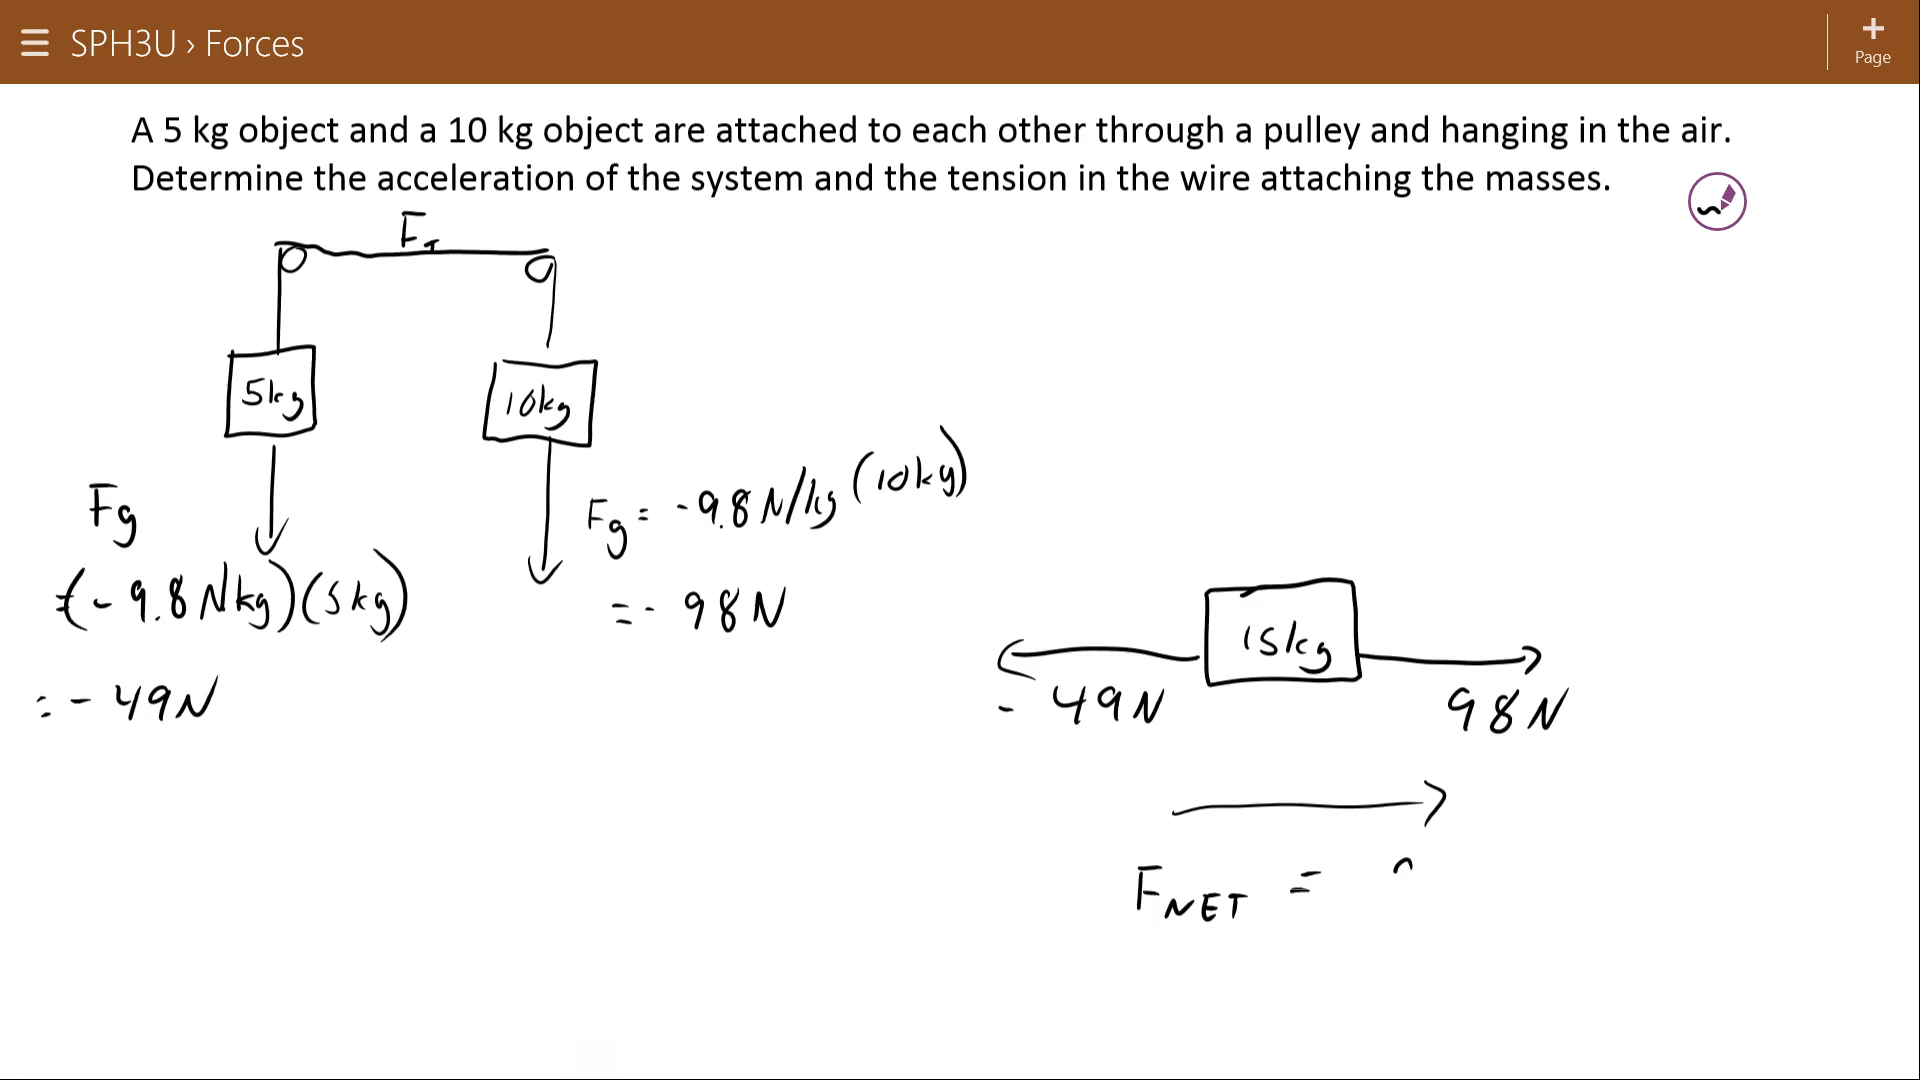 SPH3U › Forces
+
Page
A 5 kg object and a 10 kg object are attached to each other through a pulley and hanging in the air.
Determine the acceleration of the system and the tension in the wire attaching the masses.
FT
5kg
10kg
Fg
Fg = -9.8 N/kg (10kg)
= - 98 N
(-9.8 Nkg)(5kg)
= - 49N
15kg
- 49N
98N
FNET =